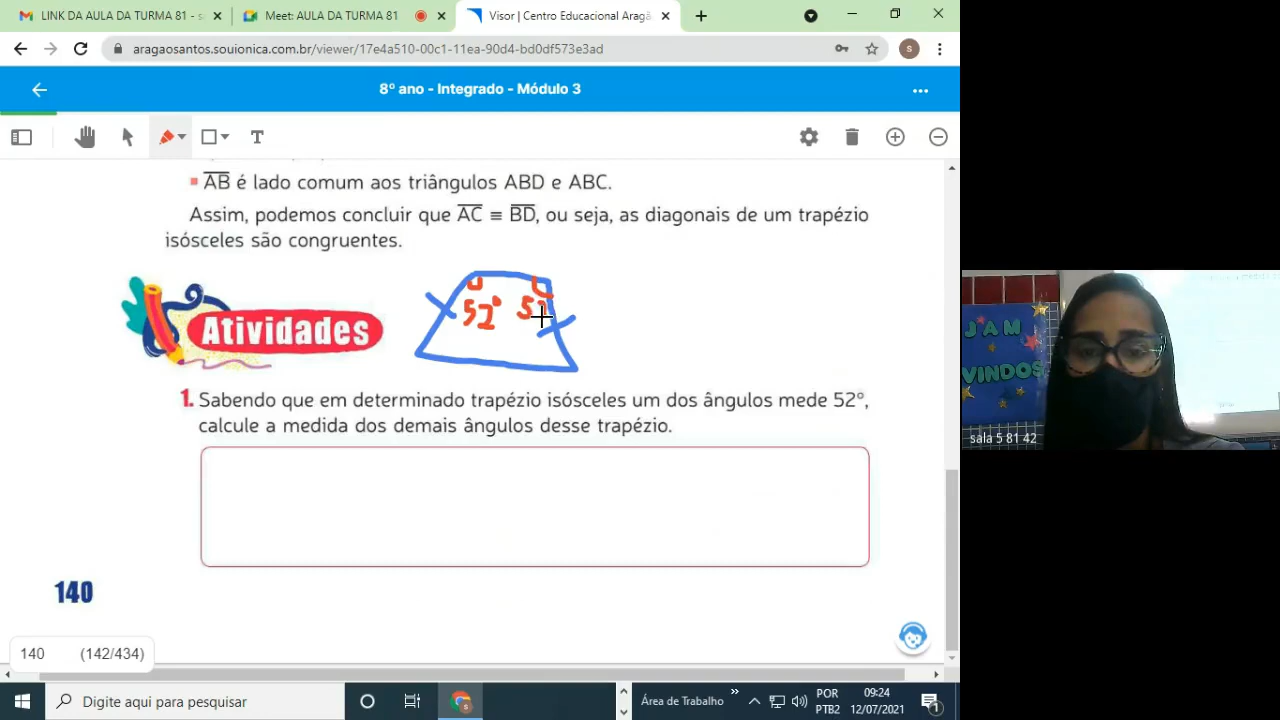 LINK DA AULA DA TURMA 81 - s
Meet: AULA DA TURMA 81
Visor | Centro Educacional Aragã
aragaosantos.souionica.com.br/viewer/17e4a510-00c1-11ea-90d4-bd0df573e3ad
s
8º ano - Integrado - Módulo 3
T
AB é lado comum aos triângulos ABD e ABC.
Assim, podemos concluir que AC ≡ BD, ou seja, as diagonais de um trapézio
isósceles são congruentes.
52° 52
Atividades
1. Sabendo que em determinado trapézio isósceles um dos ângulos mede 52º,
calcule a medida dos demais ângulos desse trapézio.
140
140 (142/434)
JAM
VINDOS
sala 5 81 42
Digite aqui para pesquisar
Área de Trabalho
POR
PTB2
09:24
12/07/2021
1